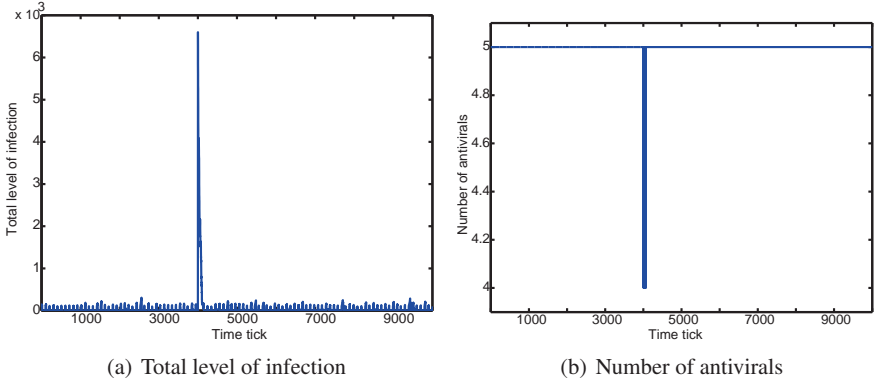 x 10³
6
5
4
3
2
1
0
Total level of infection
1000 3000 5000 7000 9000
Time tick
(a) Total level of infection
5
4.8
4.6
4.4
4.2
4
Number of antivirals
1000 3000 5000 7000 9000
Time tick
(b) Number of antivirals